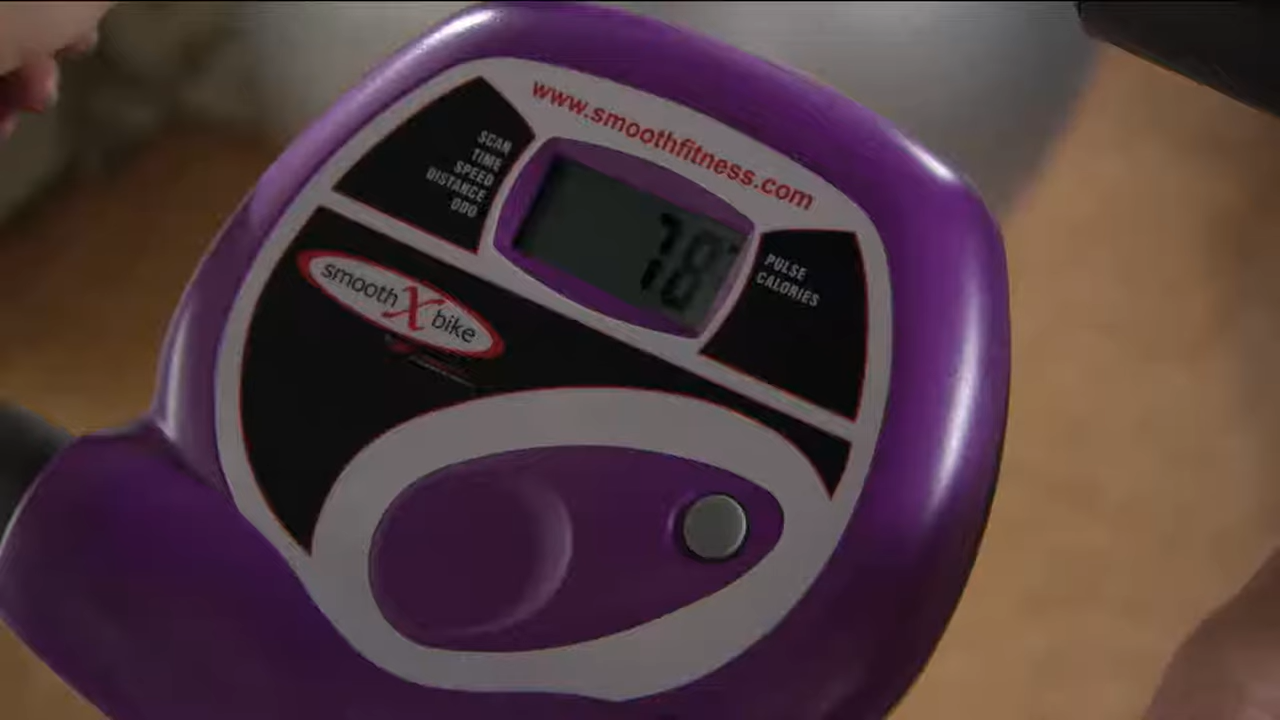 www.smoothfitness.com
SCAN
TIME
SPEED
DISTANCE
ODO
78
PULSE
CALORIES
smooth X bike